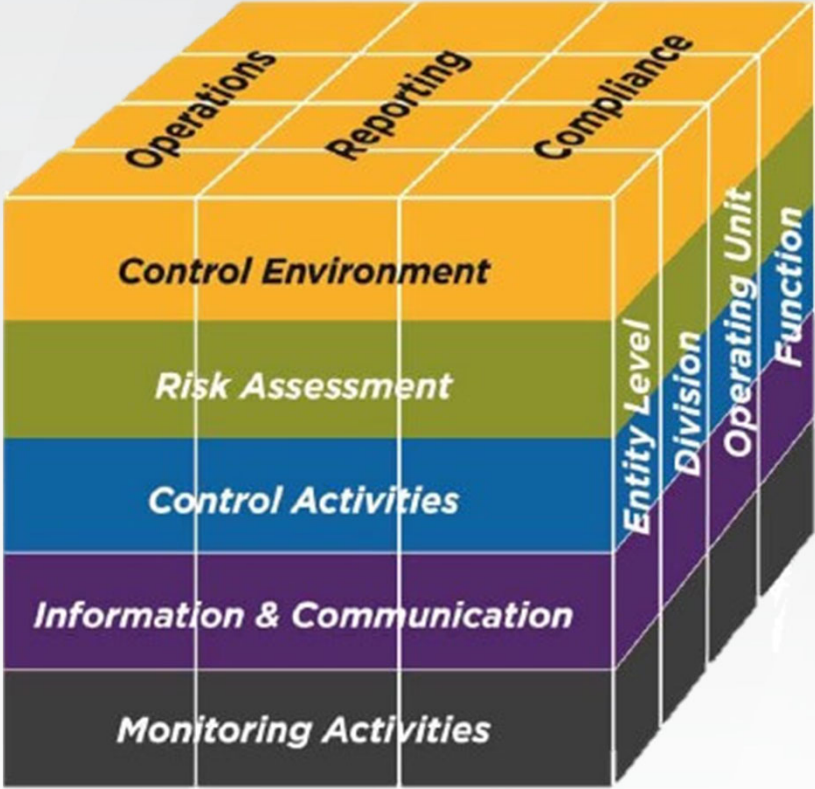 Operations
Reporting
Compliance
Control Environment
Risk Assessment
Control Activities
Information & Communication
Monitoring Activities
Entity Level
Division
Operating Unit
Function